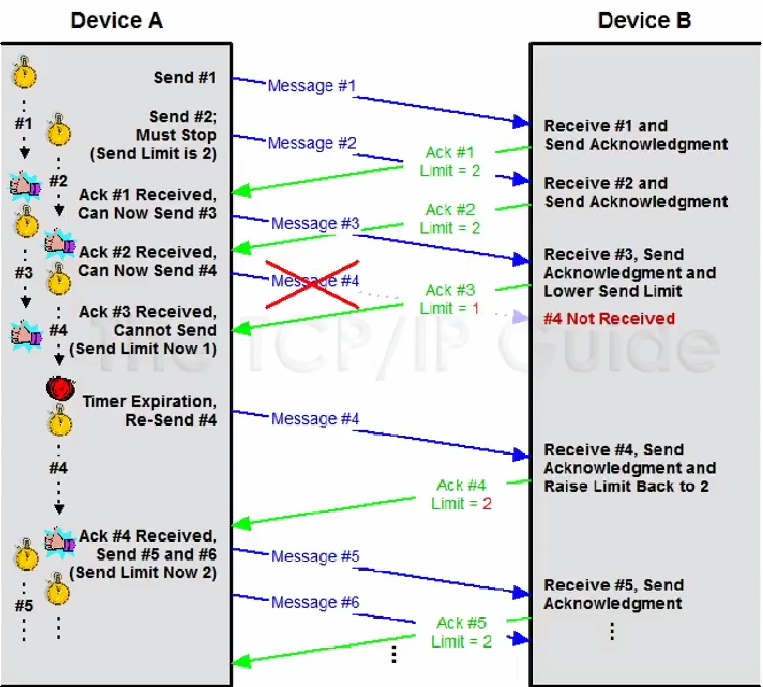 Device A
Device B
Send #1
Message #1
#1
Send #2;
Must Stop
(Send Limit is 2)
Message #2
Receive #1 and
Send Acknowledgment
Ack #1
Limit = 2
#2
Receive #2 and
Send Acknowledgment
Ack #1 Received,
Can Now Send #3
Message #3
Ack #2
Limit = 2
#3
Ack #2 Received,
Can Now Send #4
Message #4
Receive #3, Send
Acknowledgment and
Lower Send Limit
Ack #3
Limit = 1
#4 Not Received
#4
Ack #3 Received,
Cannot Send
(Send Limit Now 1)
The TCP/IP Guide
Timer Expiration,
Re-Send #4
Message #4
#4
Receive #4, Send
Acknowledgment and
Raise Limit Back to 2
Ack #4
Limit = 2
Ack #4 Received,
Send #5 and #6
(Send Limit Now 2)
Message #5
#5
Message #6
Receive #5, Send
Acknowledgment
Ack #5
Limit = 2